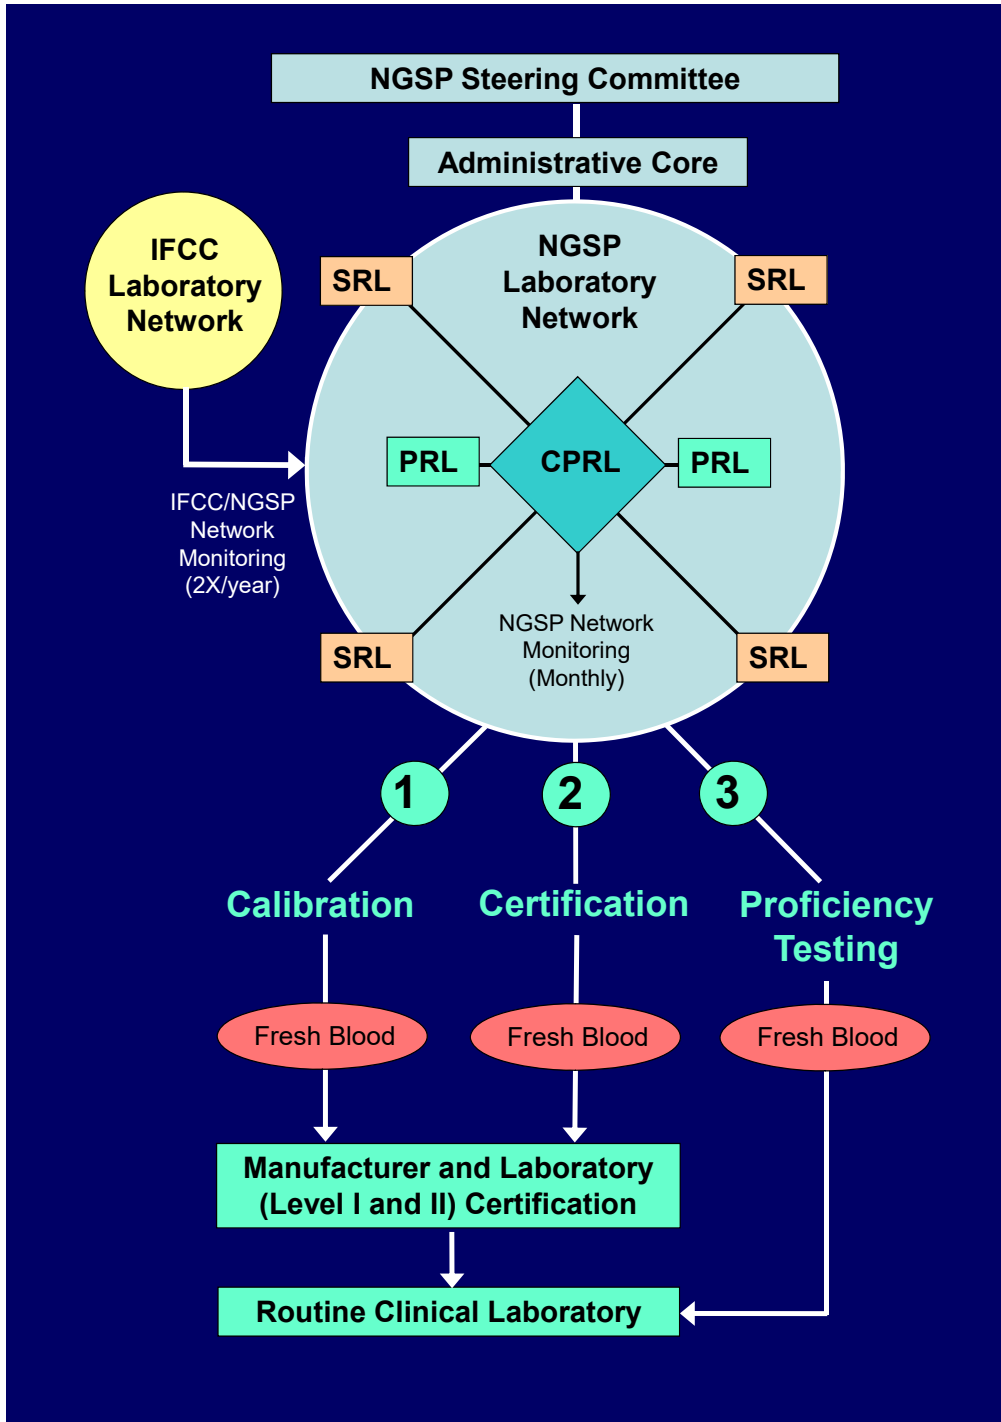 NGSP Steering Committee
Administrative Core
IFCC
Laboratory
Network
NGSP
Laboratory
Network
SRL
SRL
PRL
CPRL
PRL
IFCC/NGSP
Network
Monitoring
(2X/year)
NGSP Network
Monitoring
(Monthly)
SRL
SRL
1
2
3
Calibration
Certification
Proficiency
Testing
Fresh Blood
Fresh Blood
Fresh Blood
Manufacturer and Laboratory
(Level I and II) Certification
Routine Clinical Laboratory